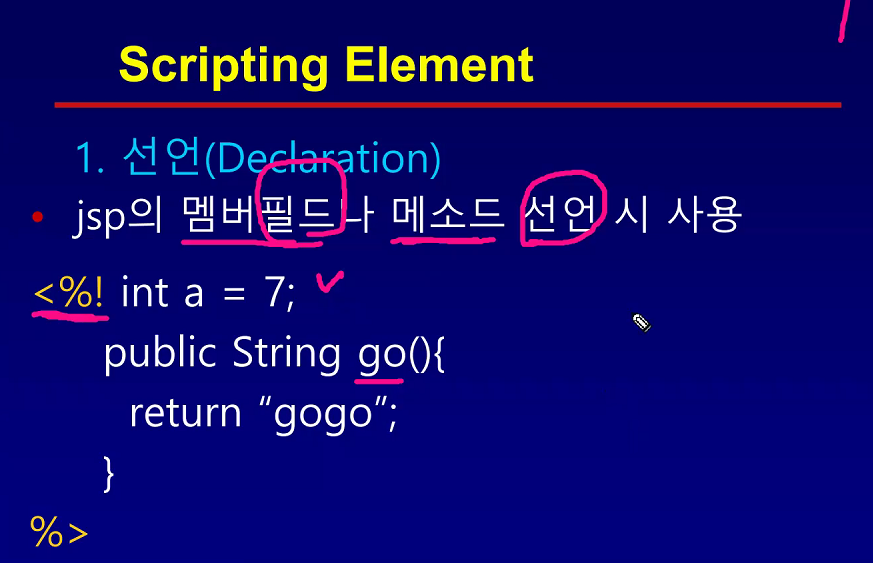 Scripting Element
1. 선언(Declaration)
• jsp의 멤버필드나 메소드 선언 시 사용
<%! int a = 7;
public String go(){
return “gogo”;
}
%>